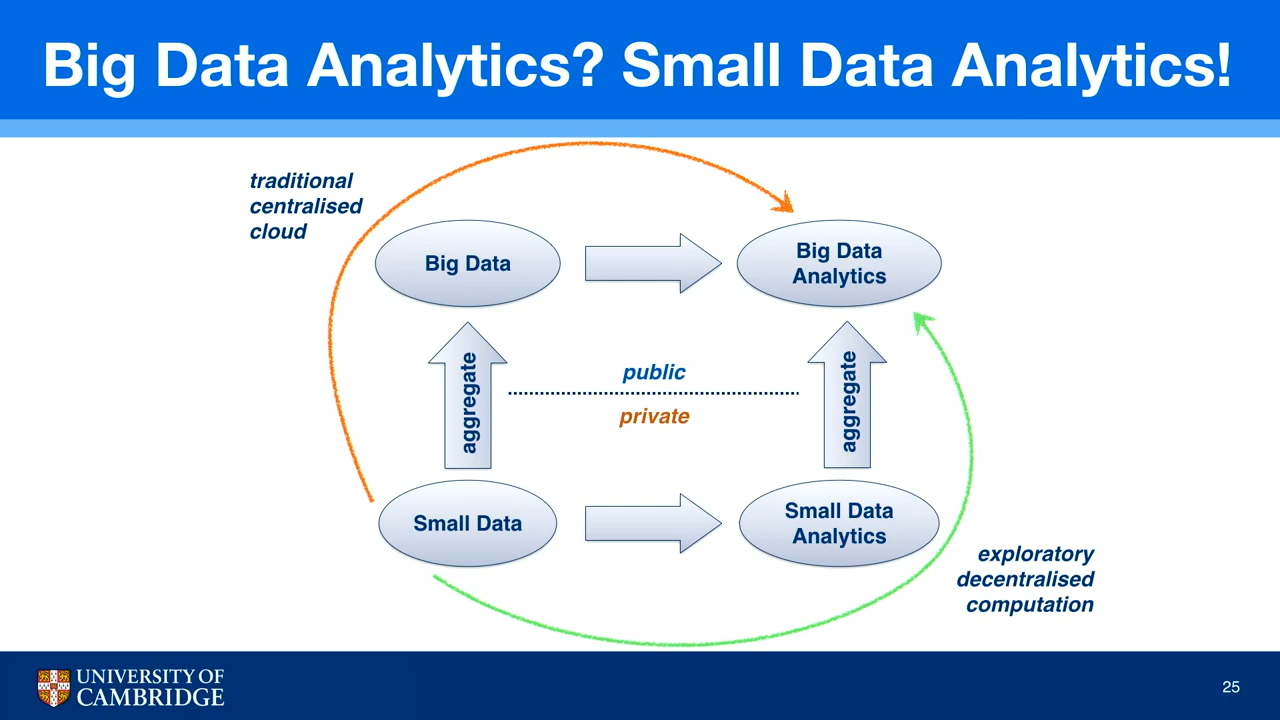 Big Data Analytics? Small Data Analytics!
traditional
centralised
cloud
Big Data
Big Data
Analytics
aggregate
public
private
aggregate
Small Data
Small Data
Analytics
exploratory
decentralised
computation
UNIVERSITY OF
CAMBRIDGE
25